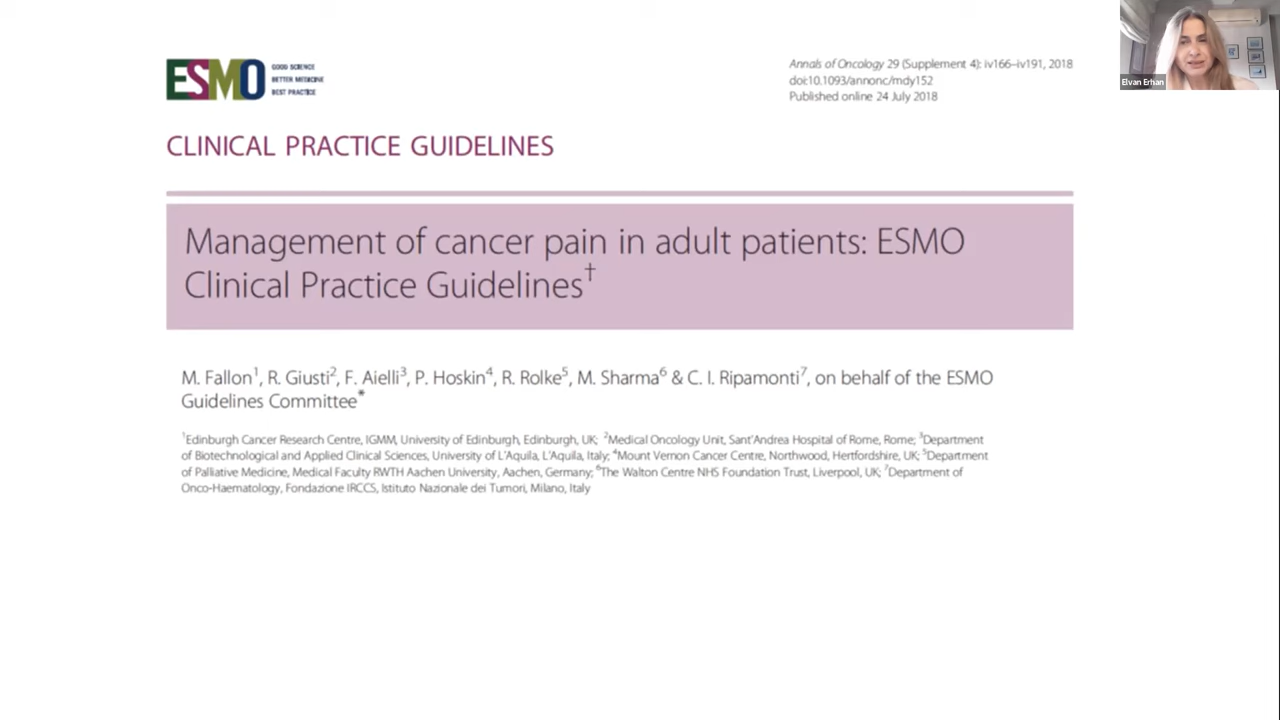 ESMO
GOOD SCIENCE
BETTER MEDICINE
BEST PRACTICE
Annals of Oncology 29 (Supplement 4): iv166–iv191, 2018
doi:10.1093/annonc/mdy152
Published online 24 July 2018
Elvan Erhan
CLINICAL PRACTICE GUIDELINES
Management of cancer pain in adult patients: ESMO
Clinical Practice Guidelines†
M. Fallon1, R. Giusti2, F. Aielli3, P. Hoskin4, R. Rolke5, M. Sharma6 & C. I. Ripamonti7, on behalf of the ESMO
Guidelines Committee*
1Edinburgh Cancer Research Centre, IGMM, University of Edinburgh, Edinburgh, UK; 2Medical Oncology Unit, Sant'Andrea Hospital of Rome, Rome; 3Department
of Biotechnological and Applied Clinical Sciences, University of L'Aquila, L'Aquila, Italy; 4Mount Vernon Cancer Centre, Northwood, Hertfordshire, UK; 5Department
of Palliative Medicine, Medical Faculty RWTH Aachen University, Aachen, Germany; 6The Walton Centre NHS Foundation Trust, Liverpool, UK; 7Department of
Onco-Haematology, Fondazione IRCCS, Istituto Nazionale dei Tumori, Milano, Italy